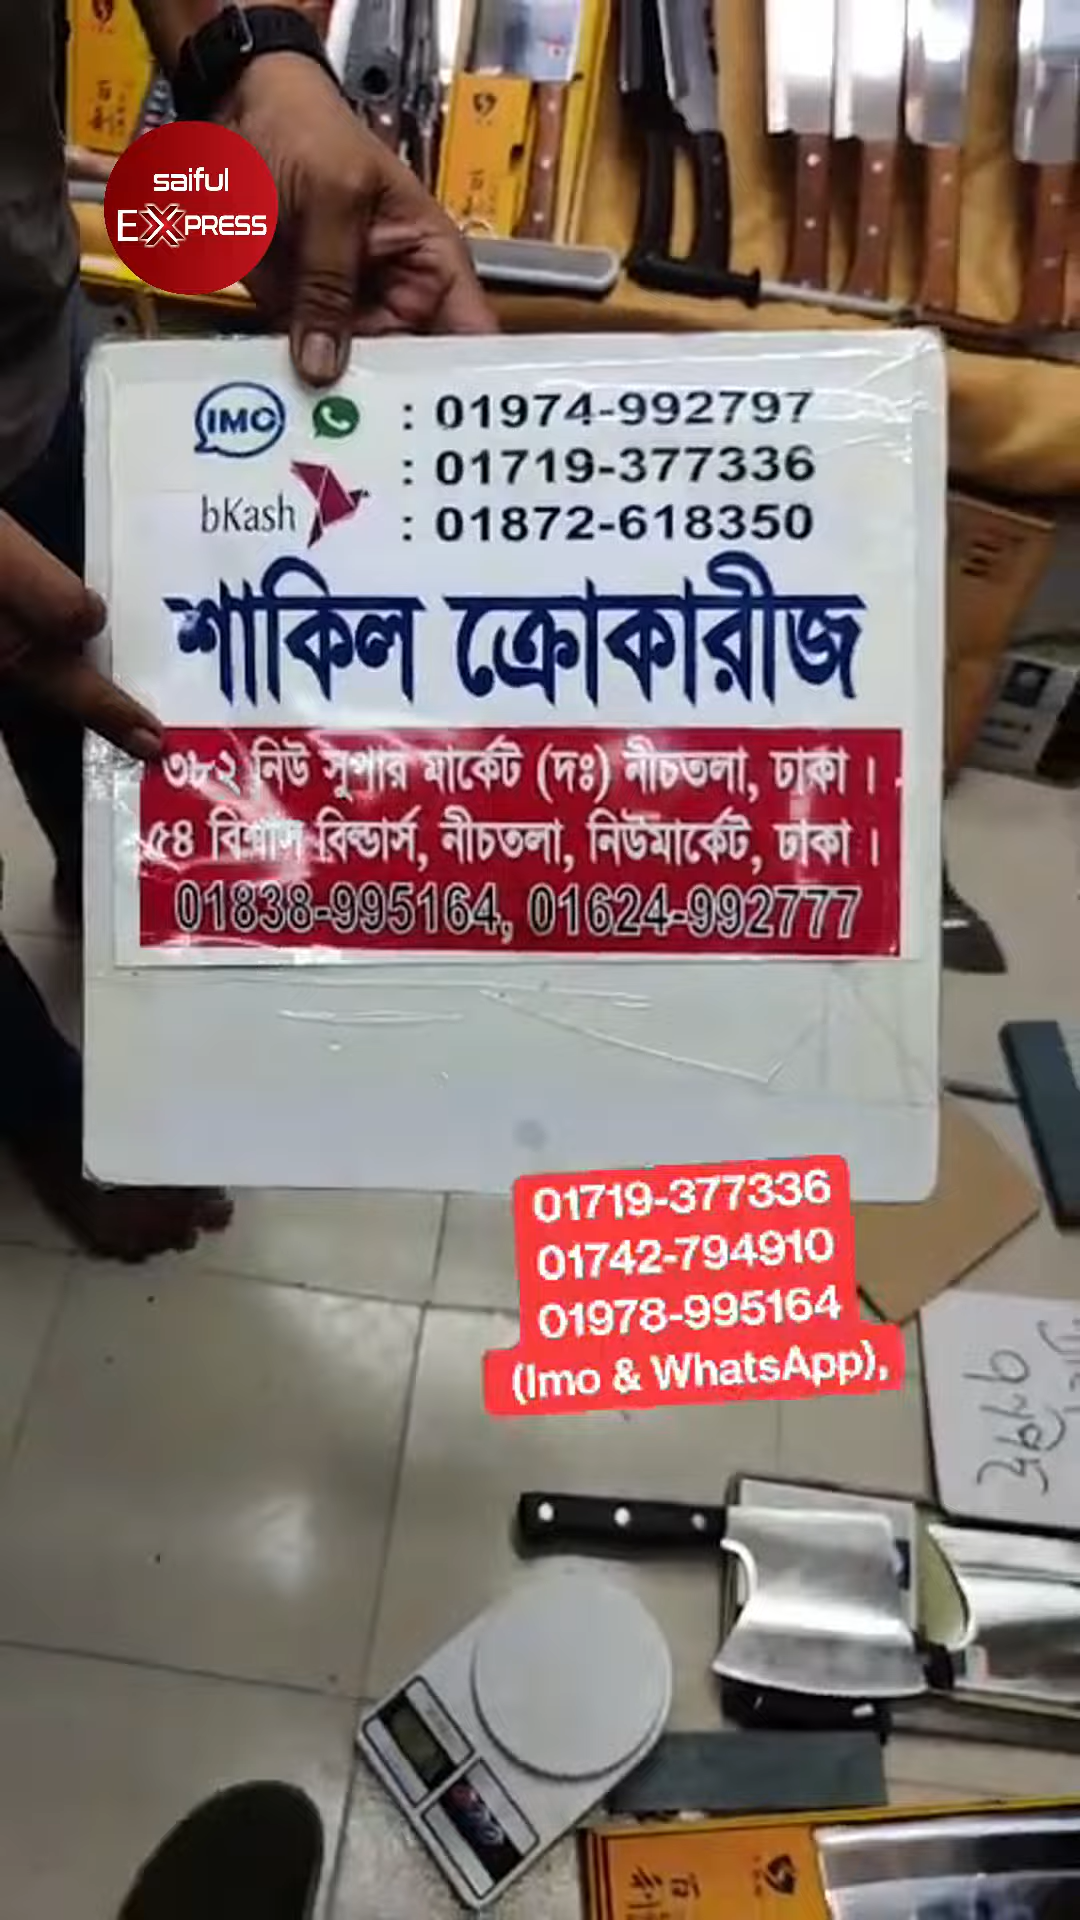 saiful
EXPRESS
IMO : 01974-992797
: 01719-377336
bKash : 01872-618350
শাকিল ক্রোকারীজ
৩৮২ নিউ সুপার মার্কেট (দঃ) নীচতলা, ঢাকা।
৫৪ বিশ্বাস বিল্ডার্স, নীচতলা, নিউমার্কেট, ঢাকা।
01838-995164, 01624-992777
01719-377336
01742-794910
01978-995164
(Imo & WhatsApp),